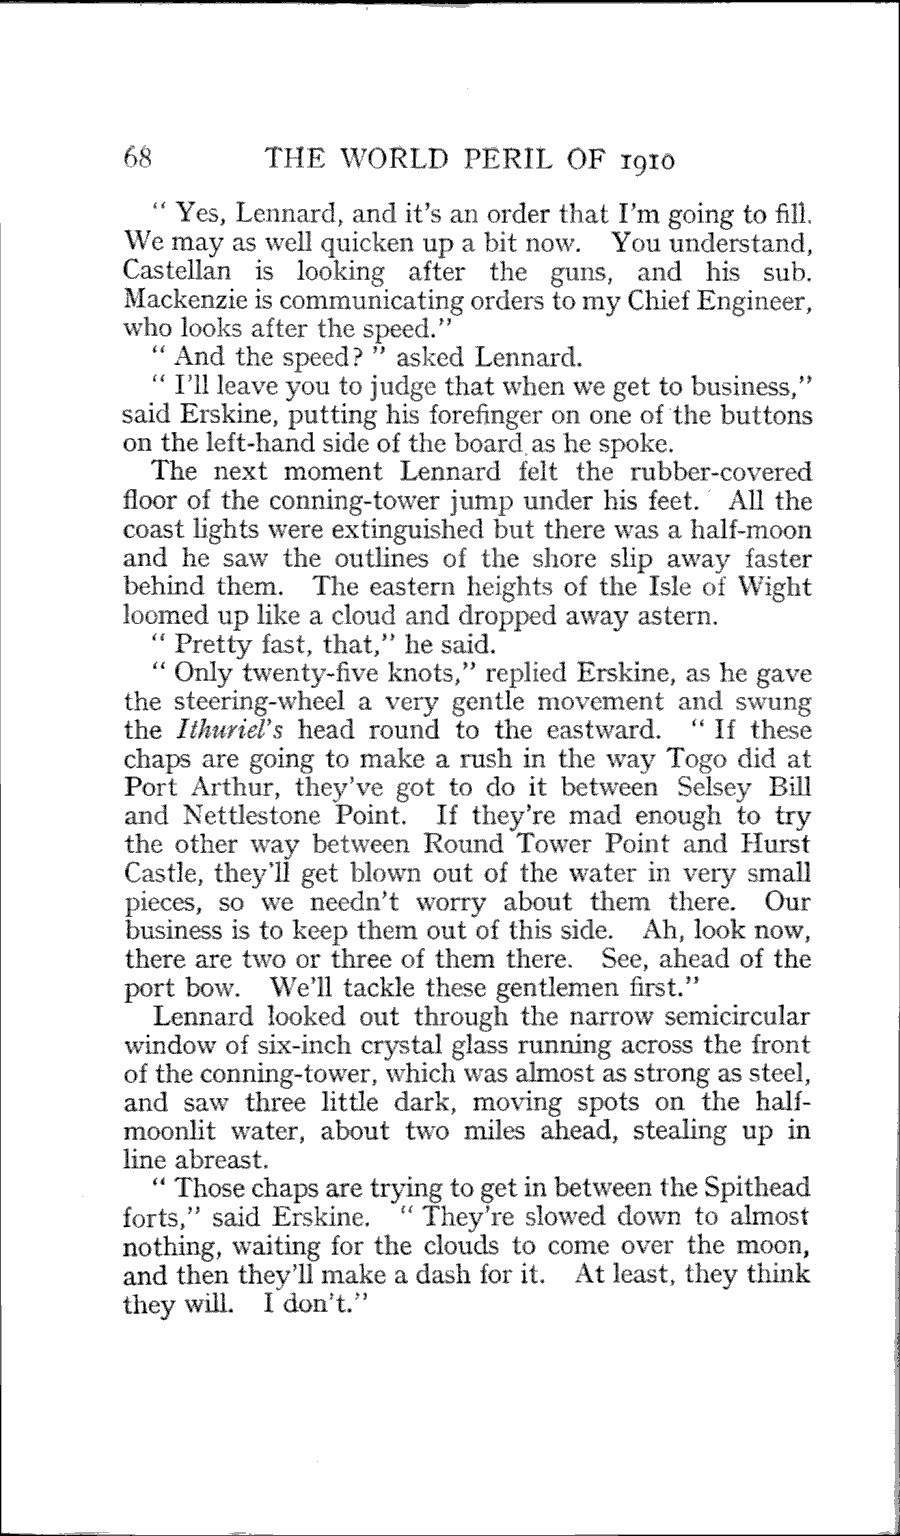 68 THE WORLD PERIL OF 1910
“ Yes, Lennard, and it's an order that I'm going to fill.
We may as well quicken up a bit now. You understand,
Castellan is looking after the guns, and his sub.
Mackenzie is communicating orders to my Chief Engineer,
who looks after the speed.”
“ And the speed? ” asked Lennard.
“ I'll leave you to judge that when we get to business,”
said Erskine, putting his forefinger on one of the buttons
on the left-hand side of the board as he spoke.
The next moment Lennard felt the rubber-covered
floor of the conning-tower jump under his feet. All the
coast lights were extinguished but there was a half-moon
and he saw the outlines of the shore slip away faster
behind them. The eastern heights of the Isle of Wight
loomed up like a cloud and dropped away astern.
“ Pretty fast, that,” he said.
“ Only twenty-five knots,” replied Erskine, as he gave
the steering-wheel a very gentle movement and swung
the Ithuriel's head round to the eastward. “ If these
chaps are going to make a rush in the way Togo did at
Port Arthur, they've got to do it between Selsey Bill
and Nettlestone Point. If they're mad enough to try
the other way between Round Tower Point and Hurst
Castle, they'll get blown out of the water in very small
pieces, so we needn't worry about them there. Our
business is to keep them out of this side. Ah, look now,
there are two or three of them there. See, ahead of the
port bow. We'll tackle these gentlemen first.”
Lennard looked out through the narrow semicircular
window of six-inch crystal glass running across the front
of the conning-tower, which was almost as strong as steel,
and saw three little dark, moving spots on the half-
moonlit water, about two miles ahead, stealing up in
line abreast.
“ Those chaps are trying to get in between the Spithead
forts,” said Erskine. “ They're slowed down to almost
nothing, waiting for the clouds to come over the moon,
and then they'll make a dash for it. At least, they think
they will. I don't.”